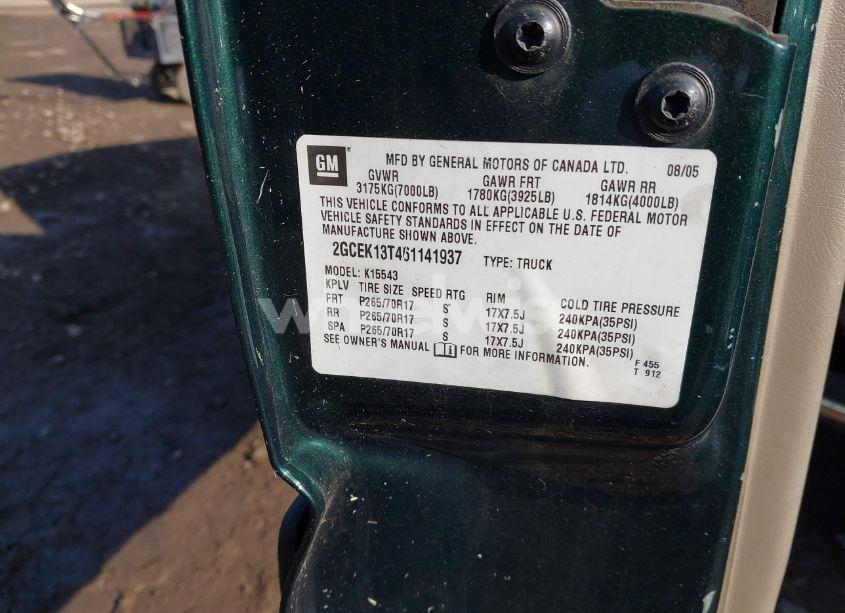 GM
MFD BY GENERAL MOTORS OF CANADA LTD. 08/05
GVWR GAWR FRT GAWR RR
3175KG(7000LB) 1780KG(3925LB) 1814KG(4000LB)
THIS VEHICLE CONFORMS TO ALL APPLICABLE U.S. FEDERAL MOTOR
VEHICLE SAFETY STANDARDS IN EFFECT ON THE DATE OF
MANUFACTURE SHOWN ABOVE.
2GCEK13T461141937 TYPE: TRUCK
MODEL: K15543
KPLV TIRE SIZE SPEED RTG RIM COLD TIRE PRESSURE
FRT P265/70R17 S 17X7.5J 240KPA(35PSI)
RR P265/70R17 S 17X7.5J 240KPA(35PSI)
SPA P265/70R17 S 17X7.5J 240KPA(35PSI)
SEE OWNER'S MANUAL FOR MORE INFORMATION.
F 455
T 912